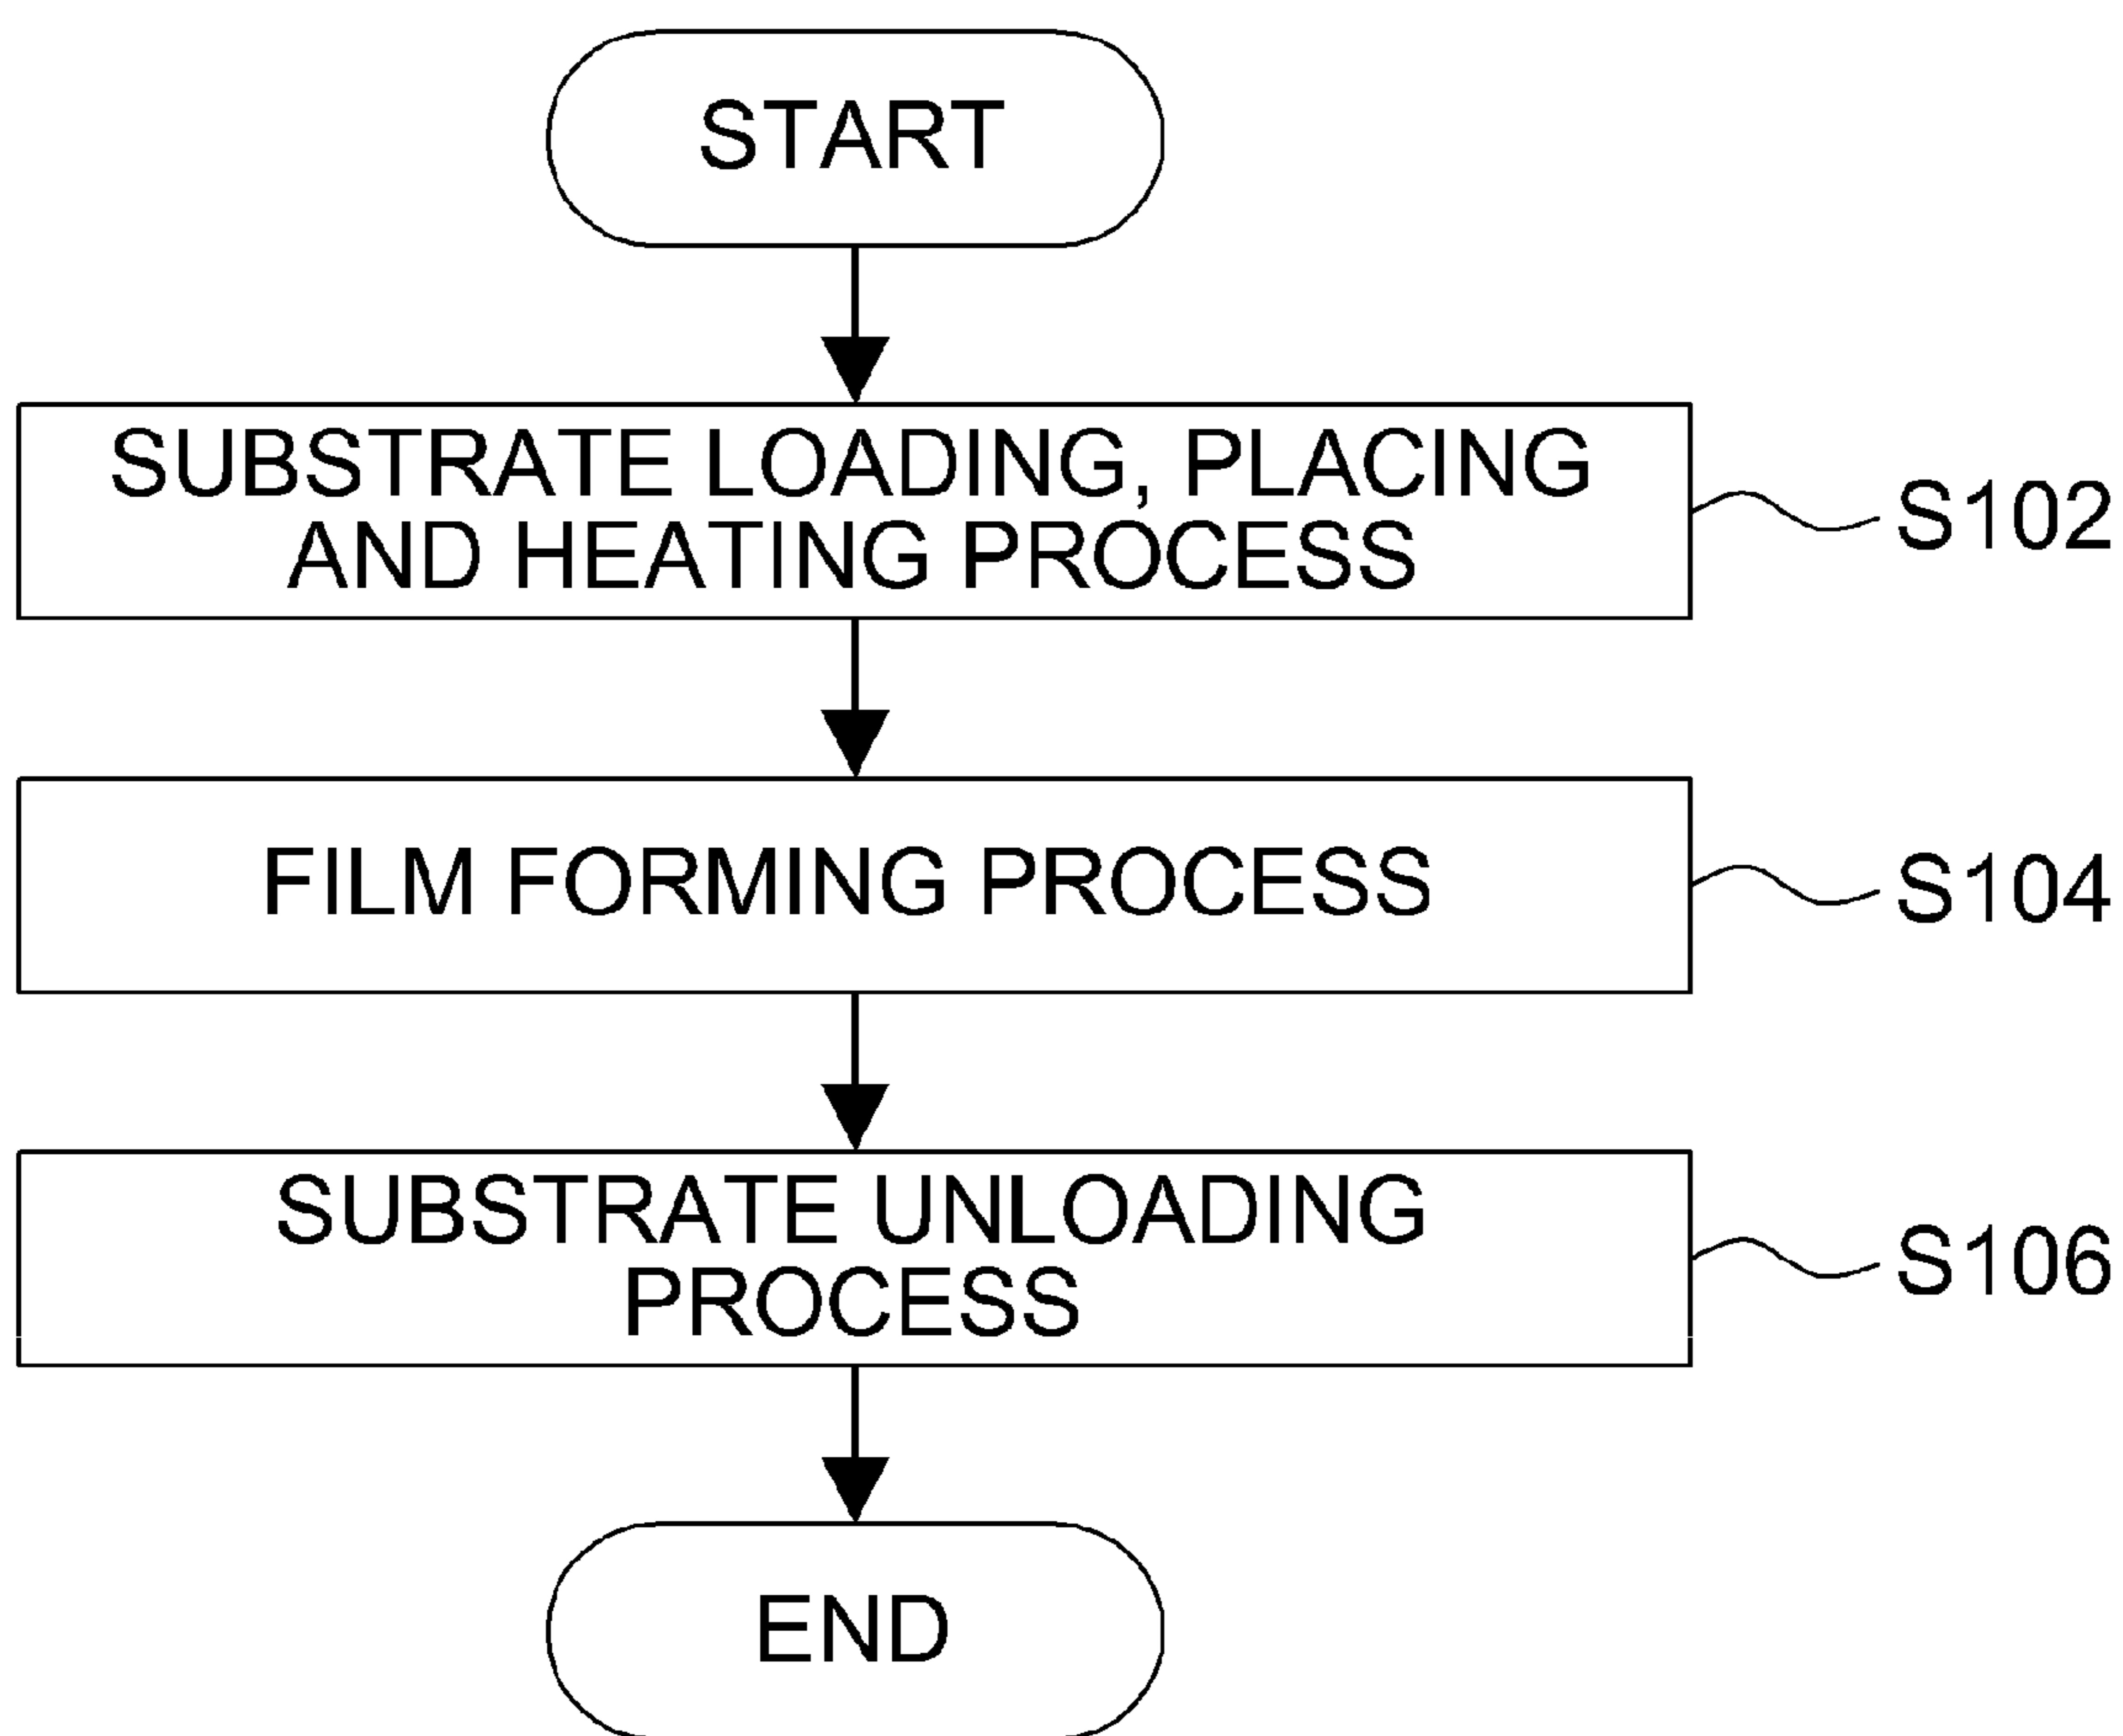 START
SUBSTRATE LOADING, PLACING
AND HEATING PROCESS
S102
FILM FORMING PROCESS
S104
SUBSTRATE UNLOADING
PROCESS
S106
END